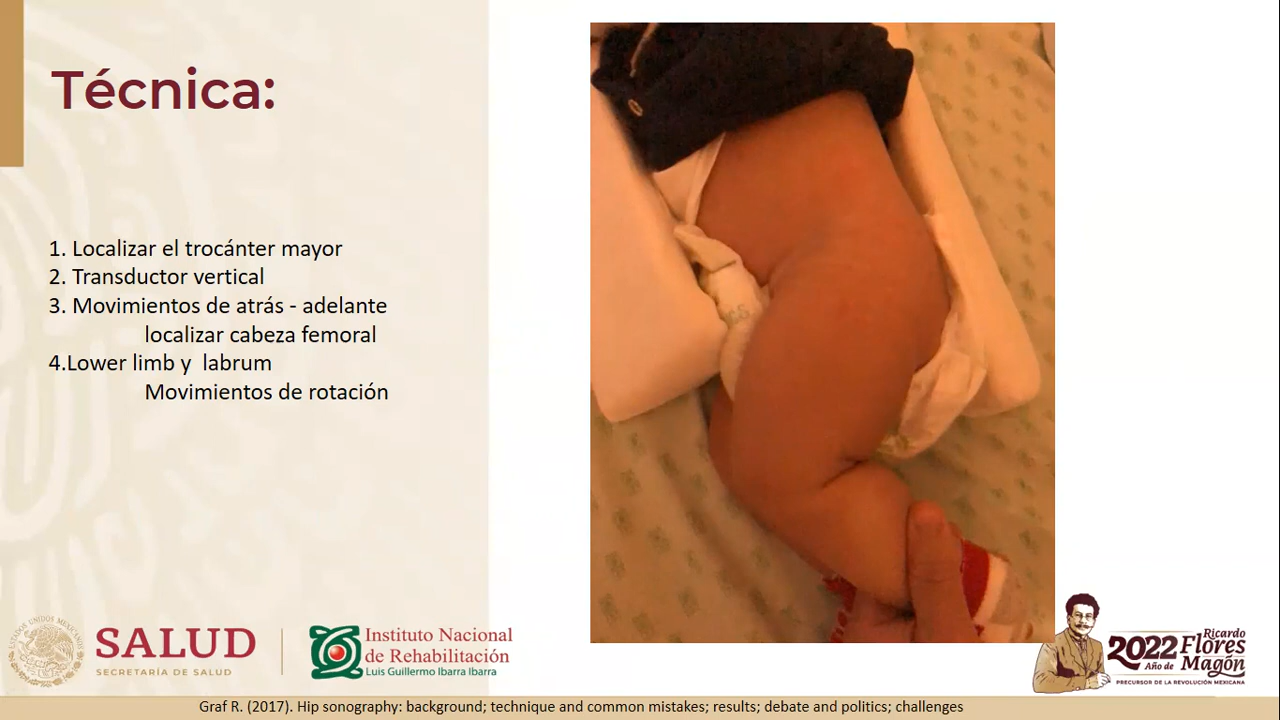 Técnica:
1. Localizar el trocánter mayor
2. Transductor vertical
3. Movimientos de atrás - adelante
localizar cabeza femoral
4.Lower limb y labrum
Movimientos de rotación
ESTADOS UNIDOS MEXICANOS
SALUD
SECRETARÍA DE SALUD
Instituto Nacional
de Rehabilitación
Luis Guillermo Ibarra Ibarra
2022 Ricardo
Año de Flores
Magón
PRECURSOR DE LA REVOLUCIÓN MEXICANA
Graf R. (2017). Hip sonography: background; technique and common mistakes; results; debate and politics; challenges